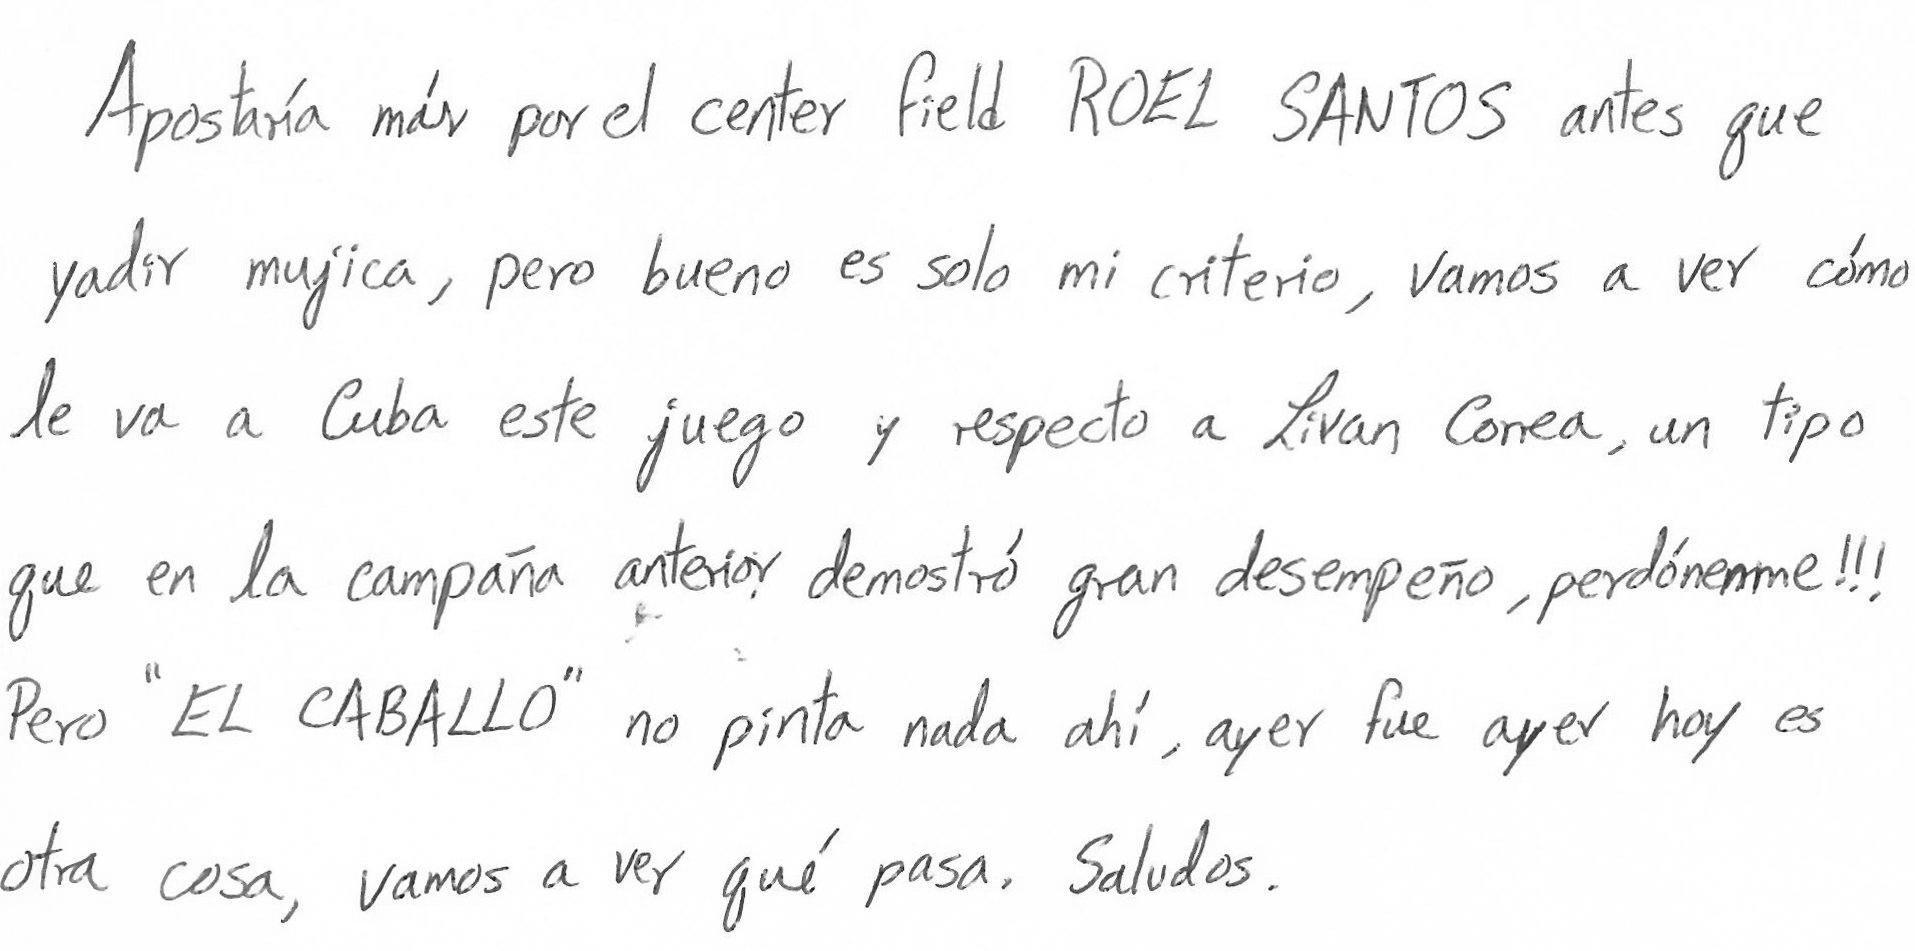 Apostaría más por el center field ROEL SANTOS antes que
yadir mujica, pero bueno es solo mi criterio, vamos a ver cómo
le va a Cuba este juego y respecto a Livan Correa, un tipo
que en la campaña anterior demostró gran desempeño, perdónenme!!!
Pero "EL CABALLO" no pinta nada ahí, ayer fue ayer hoy es
otra cosa, vamos a ver qué pasa. Saludos.